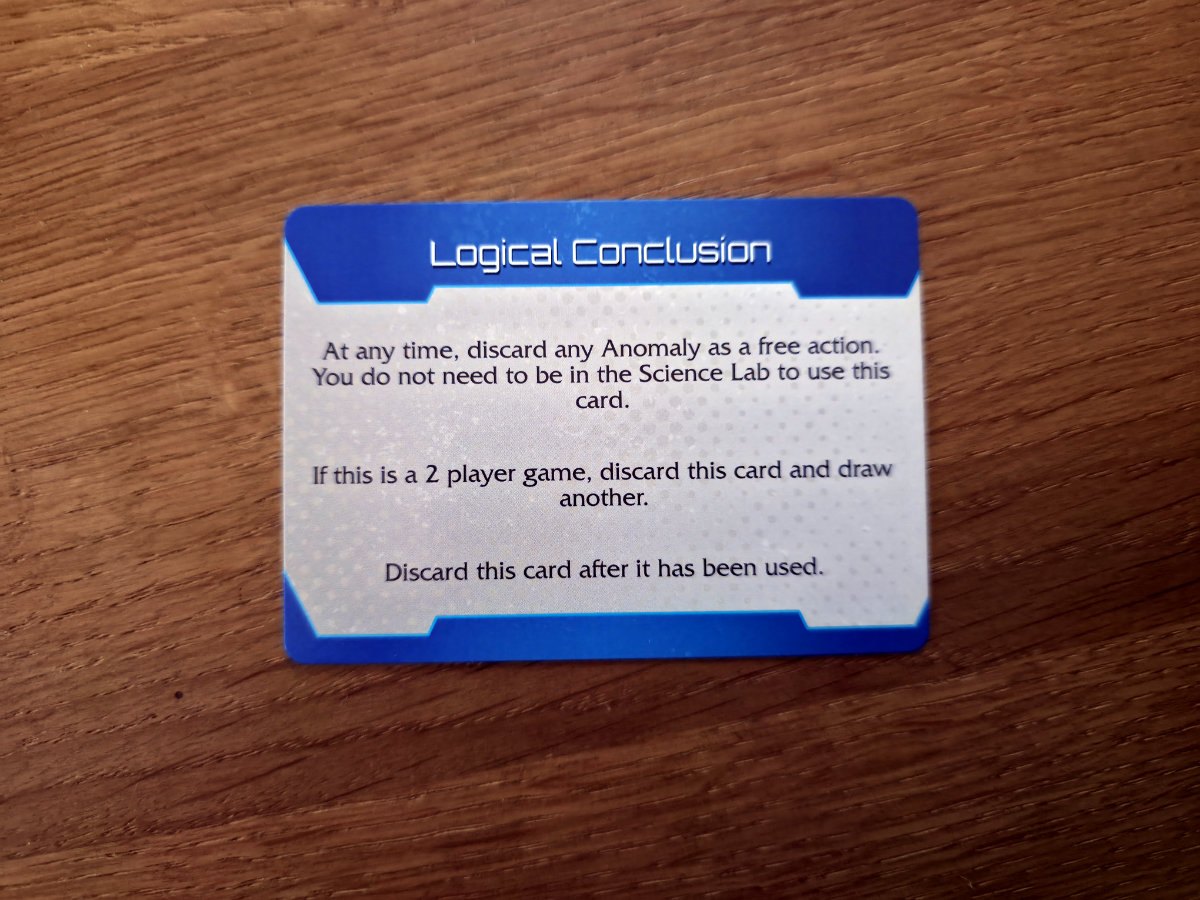 Logical Conclusion
At any time, discard any Anomaly as a free action.
You do not need to be in the Science Lab to use this
card.
If this is a 2 player game, discard this card and draw
another.
Discard this card after it has been used.